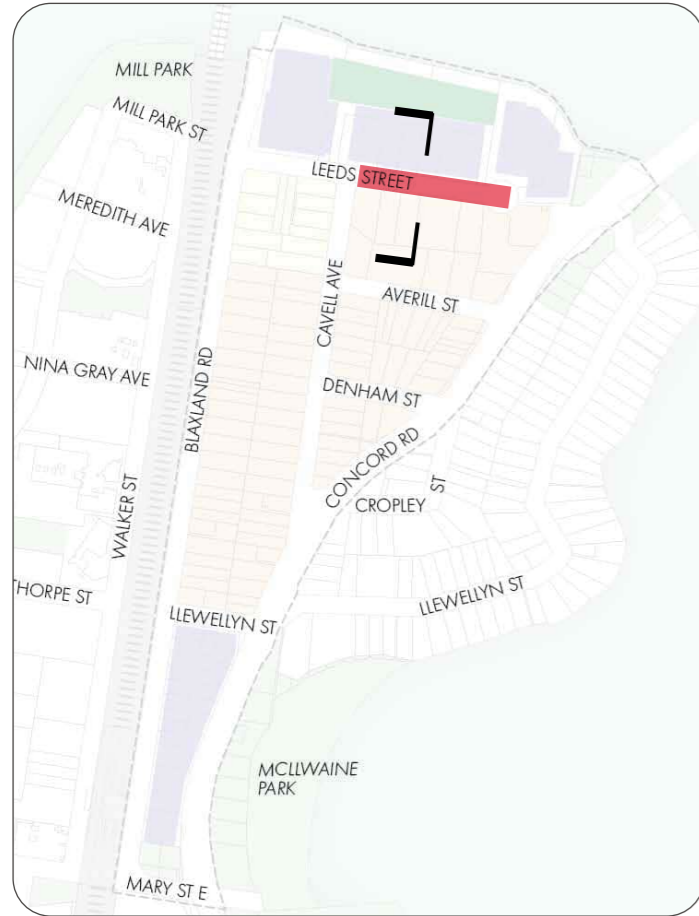 MILL PARK
MILL PARK ST
LEEDS STREET
MEREDITH AVE
AVERILL ST
CAVELL AVE
NINA GRAY AVE
BLAXLAND RD
DENHAM ST
CONCORD RD
CROPLEY
ST
WALKER ST
THORPE ST
LLEWELLYN ST
LLEWELLYN ST
MCLLWAINE
PARK
MARY ST E